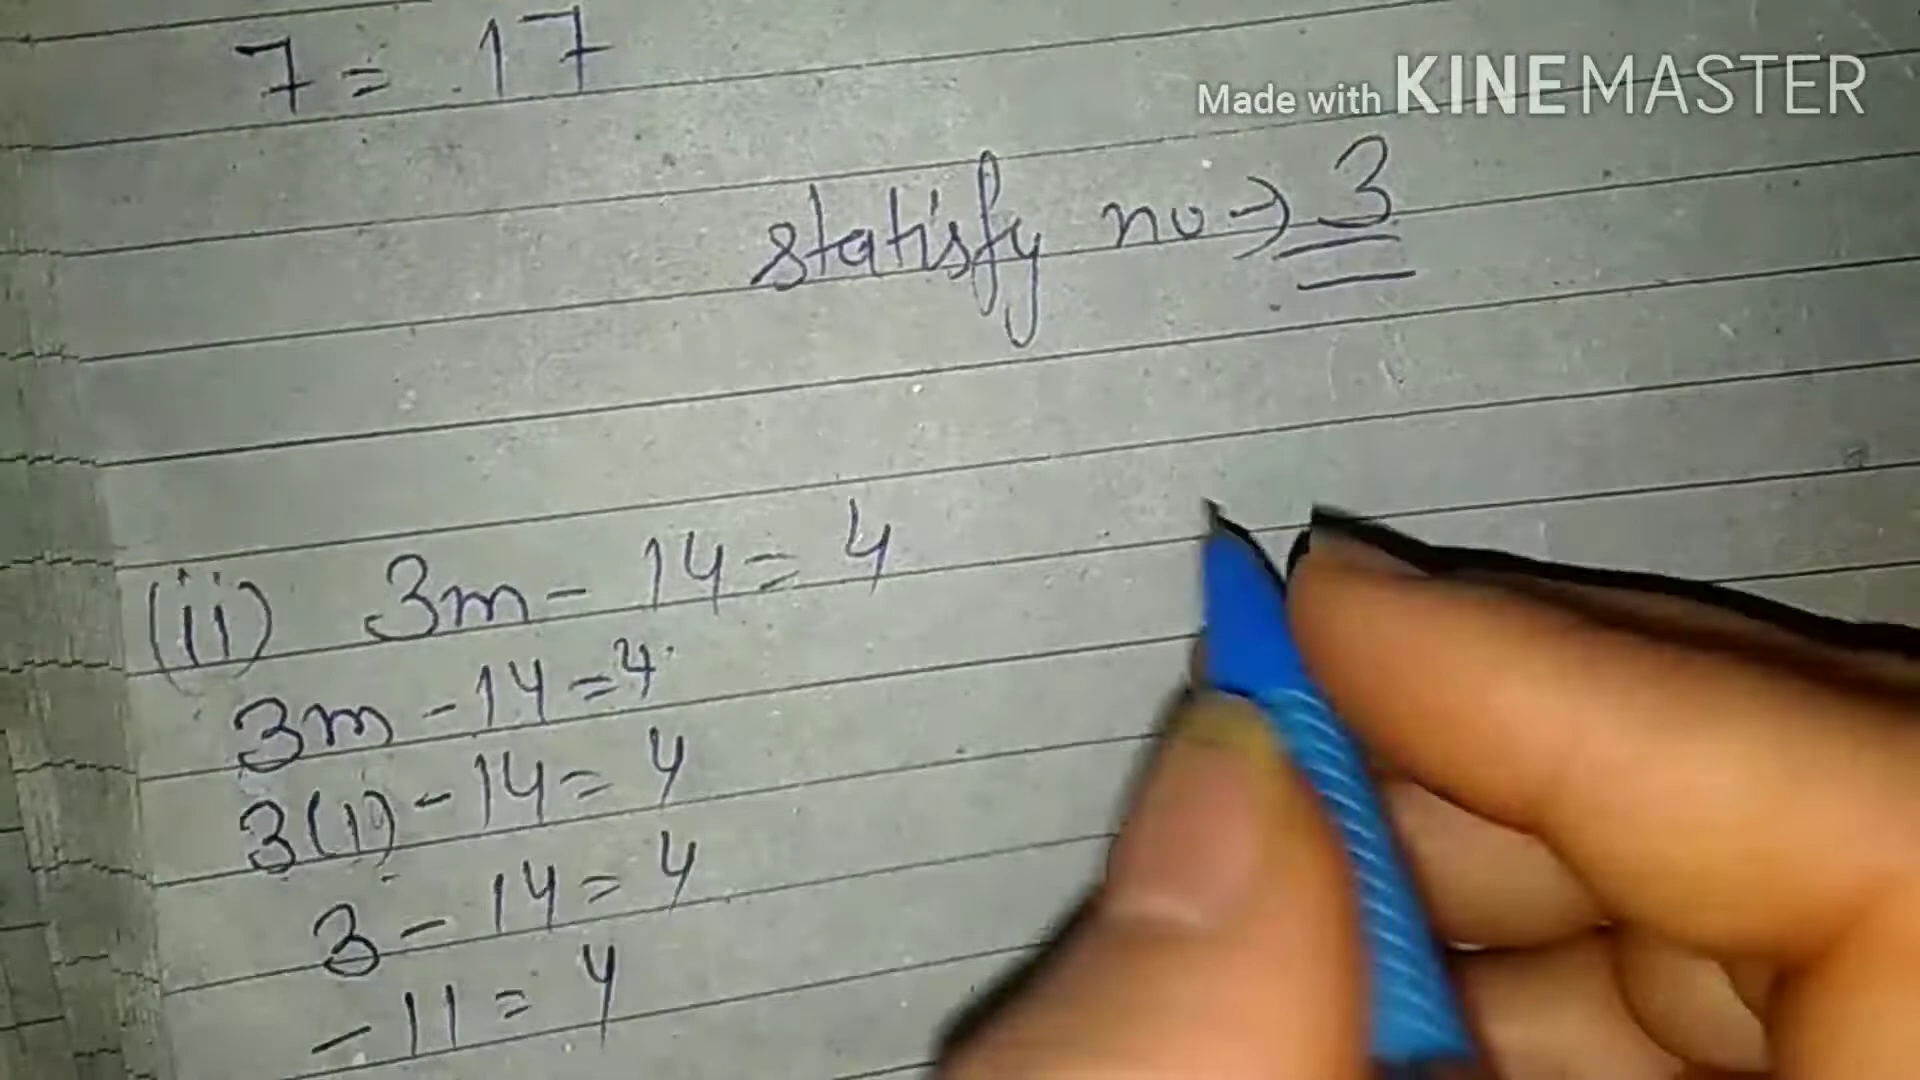 7 = 17
Made with KINEMASTER
statisfy no → 3
(ii) 3m - 14 = 4
3m - 14 = 4
3(1) - 14 = 4
3 - 14 = 4
- 11 = 4